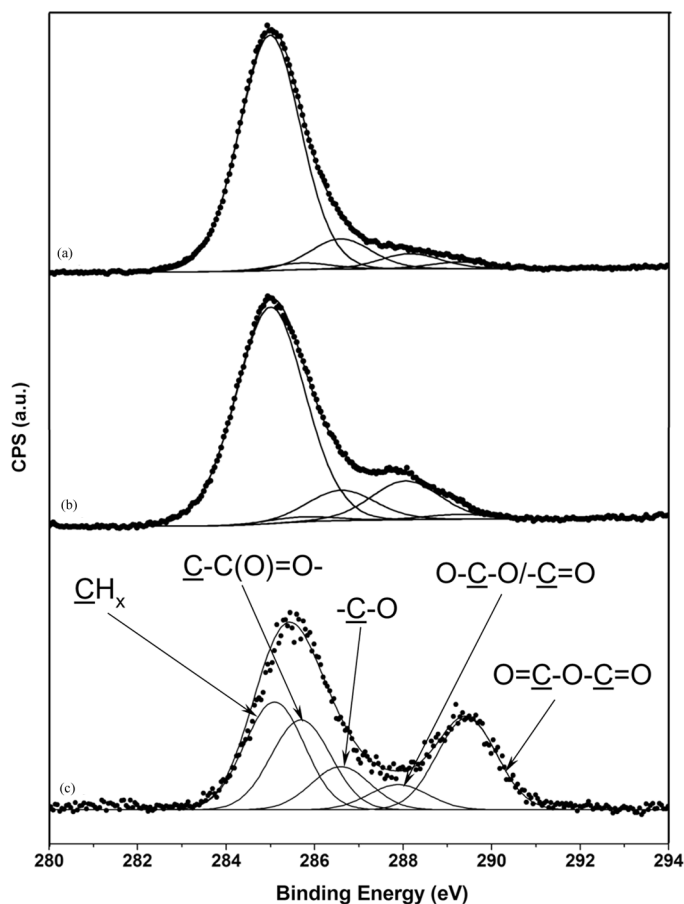 (a)
(b)
CPS (a.u.)
C-C(O)=O-
CHx
-C-O
O-C-O/-C=O
O=C-O-C=O
(c)
280 282 284 286 288 290 292 294
Binding Energy (eV)